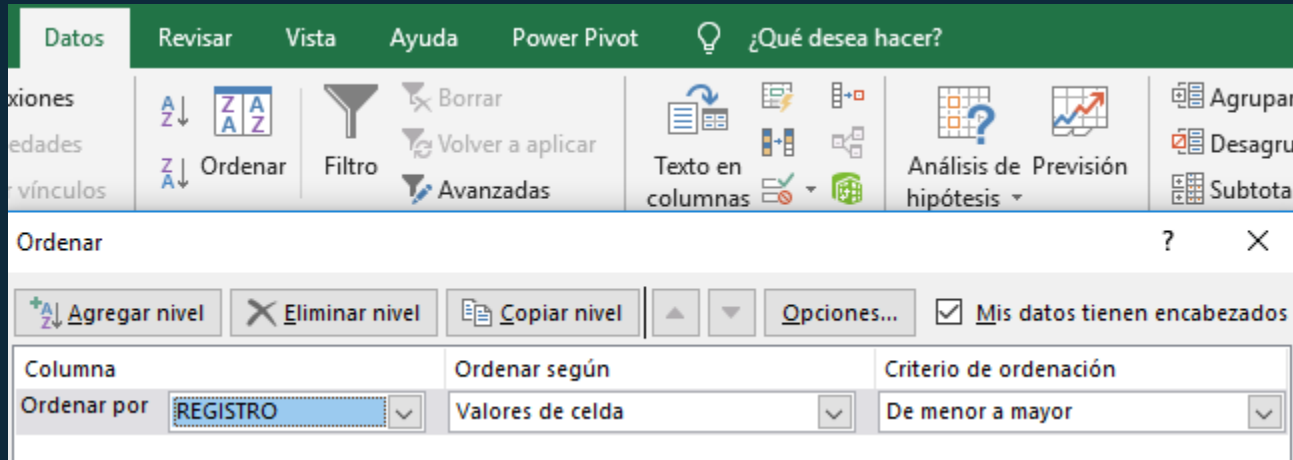 Datos Revisar Vista Ayuda Power Pivot ¿Qué desea hacer?
xiones
edades
r vínculos
Ordenar
Filtro
Borrar
Volver a aplicar
Avanzadas
Texto en
columnas
Análisis de
hipótesis
Previsión
Agrupar
Desagru
Subtota
Ordenar ? X
Agregar nivel Eliminar nivel Copiar nivel Opciones... Mis datos tienen encabezados
Columna Ordenar según Criterio de ordenación
Ordenar por REGISTRO Valores de celda De menor a mayor